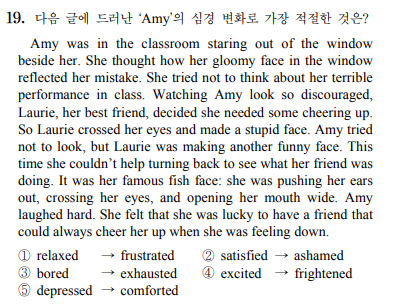 19. 다음 글에 드러난 ‘Amy’의 심경 변화로 가장 적절한 것은?
Amy was in the classroom staring out of the window
beside her. She thought how her gloomy face in the window
reflected her mistake. She tried not to think about her terrible
performance in class. Watching Amy look so discouraged,
Laurie, her best friend, decided she needed some cheering up.
So Laurie crossed her eyes and made a stupid face. Amy tried
not to look, but Laurie was making another funny face. This
time she couldn’t help turning back to see what her friend was
doing. It was her famous fish face: she was pushing her ears
out, crossing her eyes, and opening her mouth wide. Amy
laughed hard. She felt that she was lucky to have a friend that
could always cheer her up when she was feeling down.
① relaxed → frustrated ② satisfied → ashamed
③ bored → exhausted ④ excited → frightened
⑤ depressed → comforted